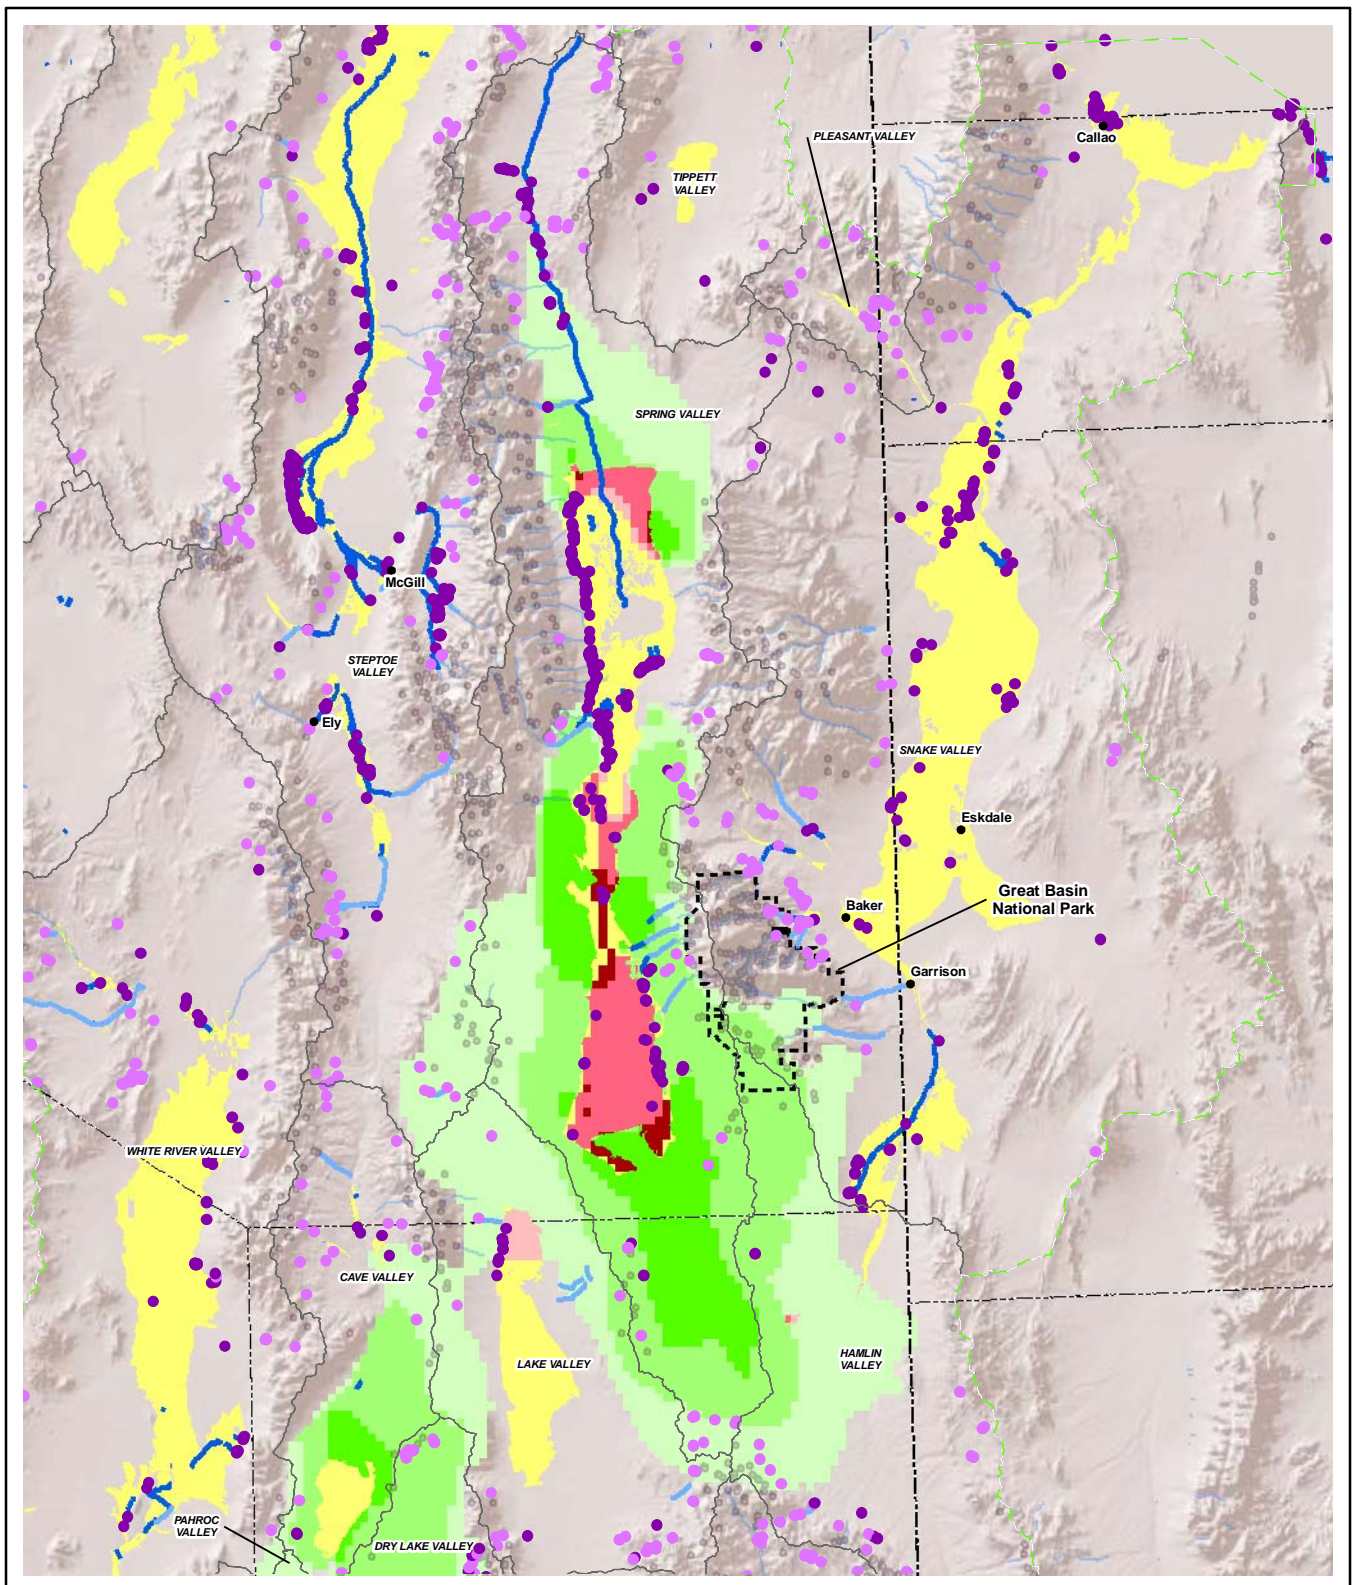 PLEASANT VALLEY
Callao
TIPPETT
VALLEY
SPRING VALLEY
McGill
STEPTOE
VALLEY
Ely
SNAKE VALLEY
Eskdale
Great Basin
National Park
Baker
Garrison
WHITE RIVER VALLEY
CAVE VALLEY
LAKE VALLEY
HAMLIN
VALLEY
PAHROC
VALLEY
DRY LAKE VALLEY